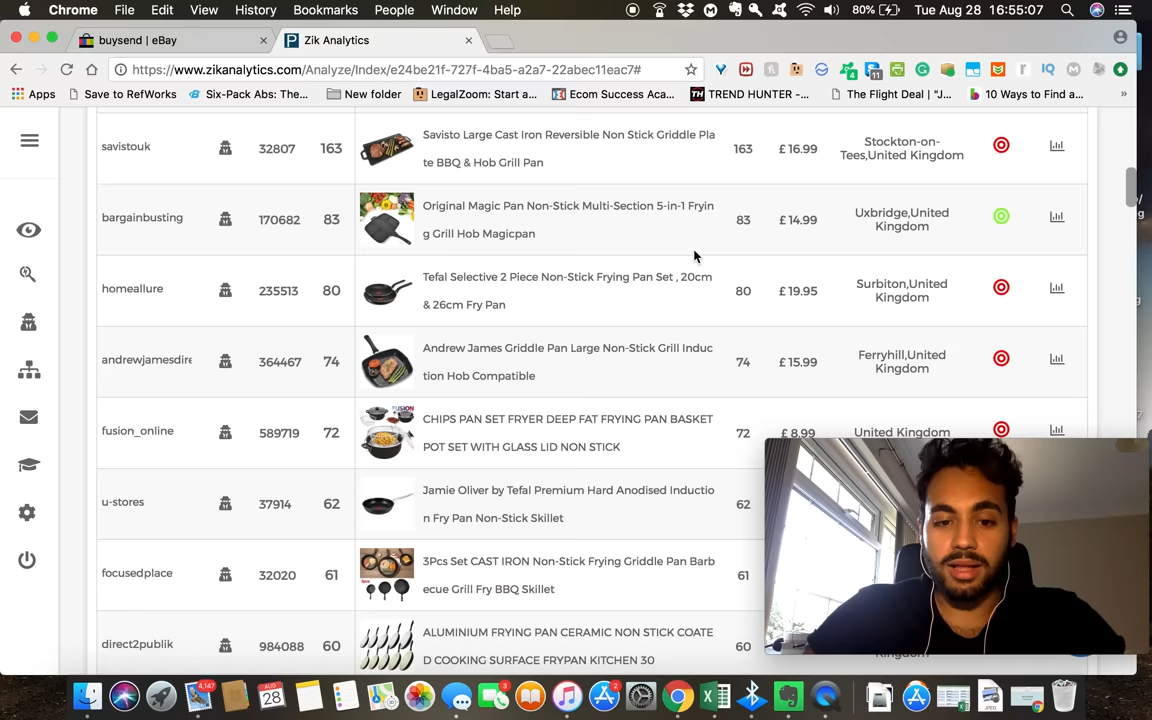 Chrome File Edit View History Bookmarks People Window Help 80% Tue Aug 28 16:55:07
buysend | eBay
Zik Analytics
https://www.zikanalytics.com/Analyze/Index/e24be21f-727f-4ba5-a2a7-22abec11eac7#
Apps Save to RefWorks Six-Pack Abs: The... New folder LegalZoom: Start a... Ecom Success Aca... TREND HUNTER -... The Flight Deal | "J... 10 Ways to Find a... »
savistouk 32807 163 Savisto Large Cast Iron Reversible Non Stick Griddle Pla 163 £ 16.99 Stockton-on-
te BBQ & Hob Grill Pan Tees,United Kingdom
bargainbusting 170682 83 Original Magic Pan Non-Stick Multi-Section 5-in-1 Fryin 83 £ 14.99 Uxbridge,United
g Grill Hob Magicpan Kingdom
homeallure 235513 80 Tefal Selective 2 Piece Non-Stick Frying Pan Set , 20cm 80 £ 19.95 Surbiton,United
& 26cm Fry Pan Kingdom
andrewjamesdire 364467 74 Andrew James Griddle Pan Large Non-Stick Grill Induc 74 £ 15.99 Ferryhill,United
tion Hob Compatible Kingdom
fusion_online 589719 72 CHIPS PAN SET FRYER DEEP FAT FRYING PAN BASKET 72 £ 8.99 United Kingdom
POT SET WITH GLASS LID NON STICK
u-stores 37914 62 Jamie Oliver by Tefal Premium Hard Anodised Inductio 62
n Fry Pan Non-Stick Skillet
focusedplace 32020 61 3Pcs Set CAST IRON Non-Stick Frying Griddle Pan Barb 61
ecue Grill Fry BBQ Skillet
direct2publik 984088 60 ALUMINIUM FRYING PAN CERAMIC NON STICK COATE 60
D COOKING SURFACE FRYPAN KITCHEN 30